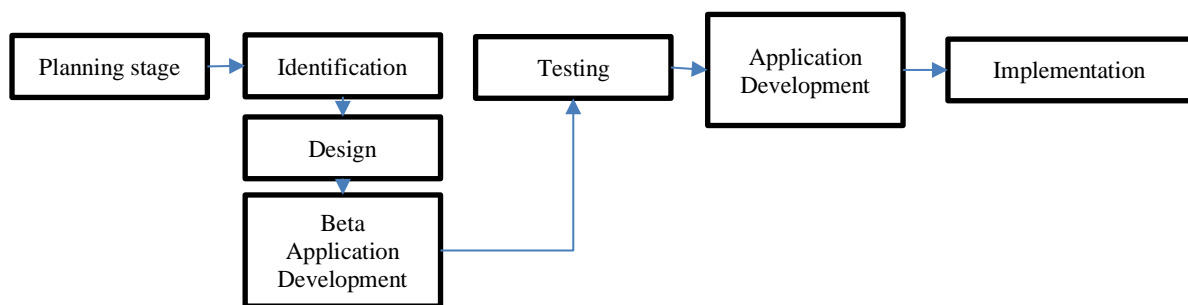 Planning stage
Identification
Design
Beta
Application
Development
Testing
Application
Development
Implementation